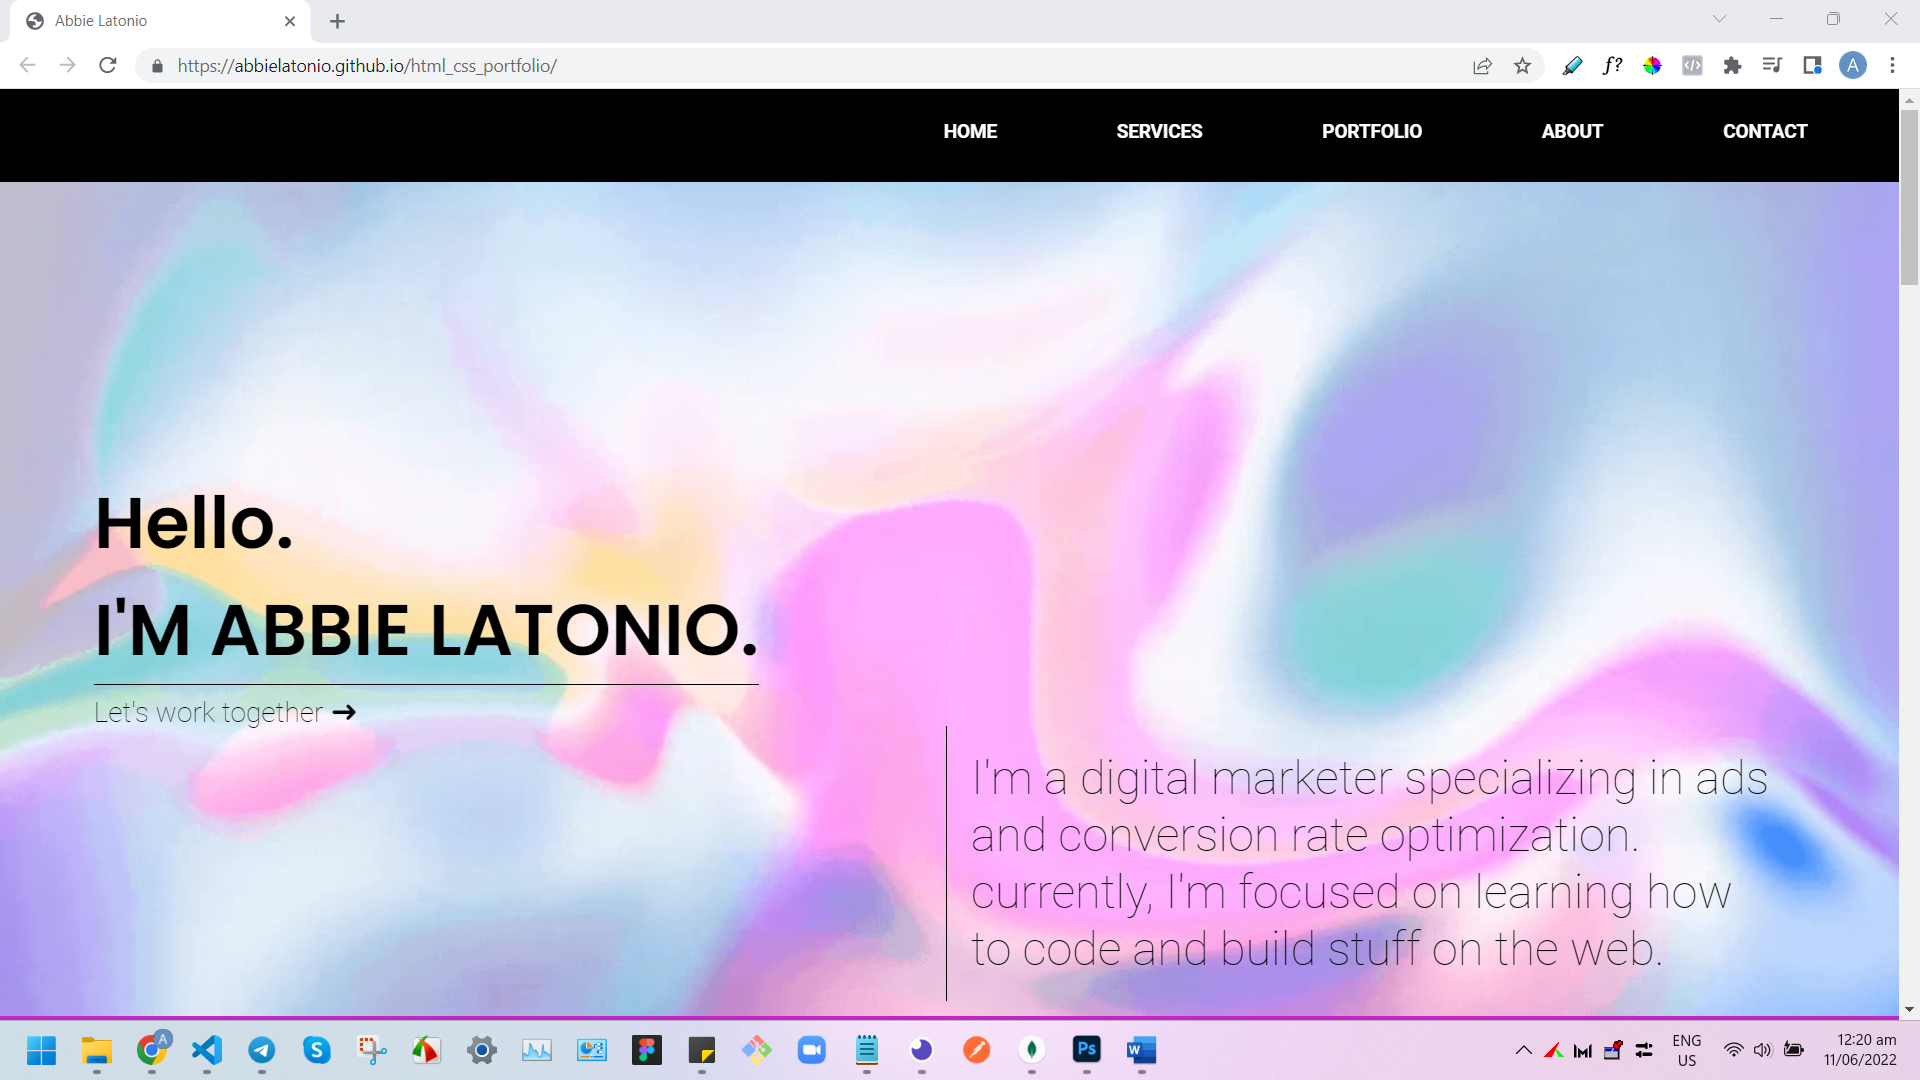 Abbie Latonio
https://abbielatonio.github.io/html_css_portfolio/
f?
A
HOME
SERVICES
PORTFOLIO
ABOUT
CONTACT
Hello.
I'M ABBIE LATONIO.
Let's work together
I'm a digital marketer specializing in ads
and conversion rate optimization.
currently, I'm focused on learning how
to code and build stuff on the web.
A
S
Ps
W
ENG
US
12:20 am
11/06/2022